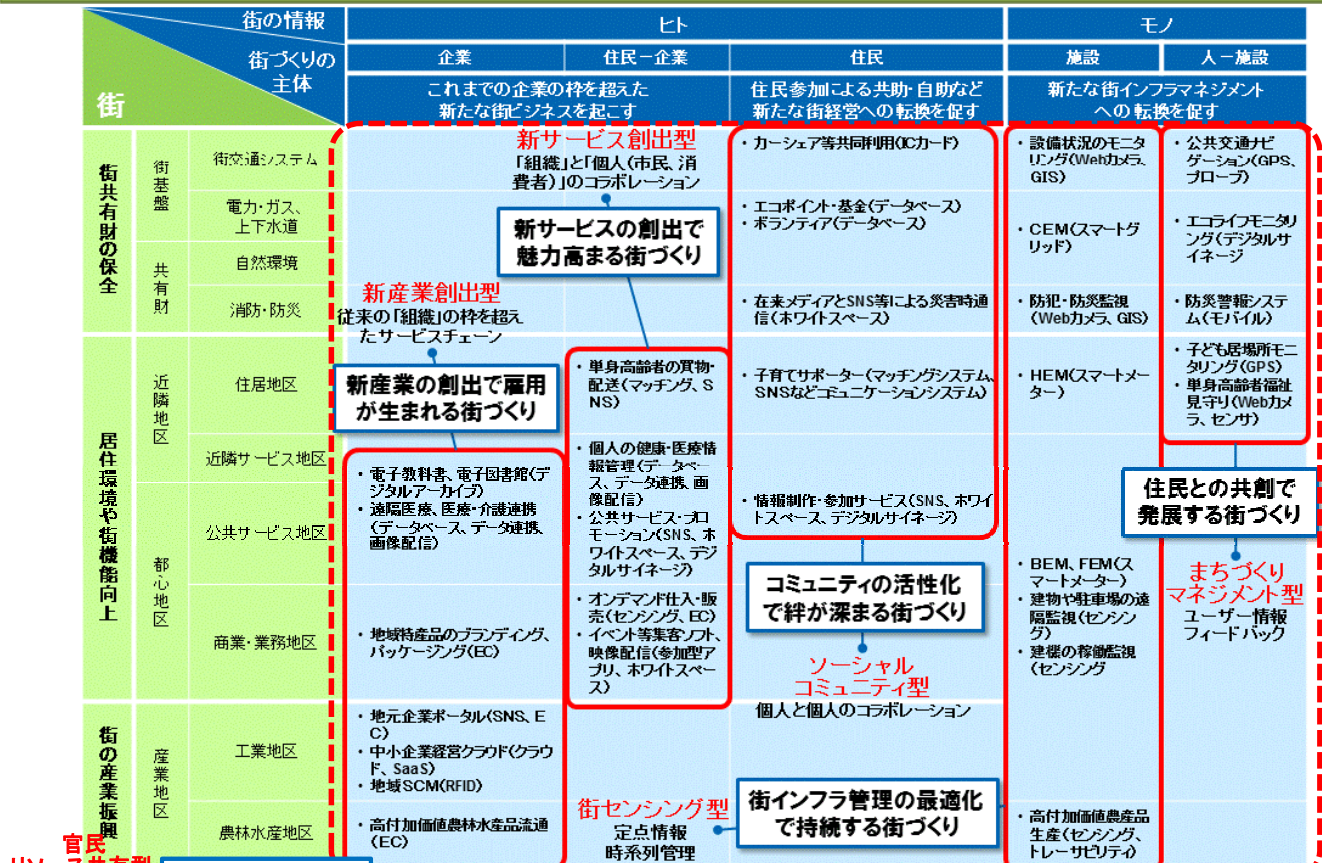 街の情報
街づくりの
主体
街
ヒト
モノ
企業
住民－企業
住民
施設
人－施設
これまでの企業の枠を超えた
新たな街ビジネスを起こす
住民参加による共助・自助など
新たな街経営への転換を促す
新たな街インフラマネジメント
への転換を促す
街共有財の保全
街基盤
街交通システム
電力・ガス、
上下水道
共有財
自然環境
消防・防災
新サービス創出型
「組織」と「個人(市民、消
費者)」のコラボレーション
新サービスの創出で
魅力高まる街づくり
新産業創出型
従来の「組織」の枠を超え
たサービスチェーン
・カーシェア等共同利用(ICカード)
・エコポイント・基金(データベース)
・ボランティア(データベース)
・在来メディアとSNS等による災害時通
信(ホワイトスペース)
・設備状況のモニタ
リング(Webカメラ、
GIS)
・CEM(スマートグ
リッド)
・防犯・防災監視
(Webカメラ、GIS)
・公共交通ナビ
ゲーション(GPS、
プローブ)
・エコライフモニタリ
ング(デジタルサ
イネージ
・防災警報システ
ム(モバイル)
居住環境や街機能向上
近隣地区
住居地区
近隣サービス地区
都心地区
公共サービス地区
商業・業務地区
新産業の創出で雇用
が生まれる街づくり
・電子教科書、電子図書館(デ
ジタルアーカイブ)
・遠隔医療、医療・介護連携
(データベース、データ連携、
画像配信)
・地域特産品のブランディング、
パッケージング(EC)
・単身高齢者の買物・
配送(マッチング、S
NS)
・個人の健康・医療情
報管理(データベー
ス、データ連携、画
像配信)
・公共サービス・プロ
モーション(SNS、ホ
ワイトスペース、デジ
タルサイネージ)
・オンデマンド仕入・販
売(センシング、EC)
・イベント等集客ソフト、
映像配信(参加型ア
プリ、ホワイトスペー
ス)
・子育てサポーター(マッチングシステム、
SNSなどコミュニケーションシステム)
・情報制作・参加サービス(SNS、ホワイ
トスペース、デジタルサイネージ)
コミュニティの活性化
で絆が深まる街づくり
ソーシャル
コミュニティ型
個人と個人のコラボレーション
・HEM(スマートメー
ター)
・BEM、FEM(ス
マートメーター)
・建物や駐車場の遠
隔監視(センシン
グ)
・建機の稼働監視
(センシング
・子ども居場所モニ
タリング(GPS)
・単身高齢者福祉
見守り(Webカメ
ラ、センサ)
住民との共創で
発展する街づくり
まちづくり
マネジメント型
ユーザー情報
フィードバック
街の産業振興
産業地区
工業地区
農林水産地区
・地元企業ポータル(SNS、E
C)
・中小企業経営クラウド(クラウ
ド、SaaS)
・地域SCM(RFID)
・高付加価値農林水産品流通
(EC)
街センシング型
定点情報
時系列管理
街インフラ管理の最適化
で持続する街づくり
・高付加価値農産品
生産(センシング、
トレーサビリティ)
官民